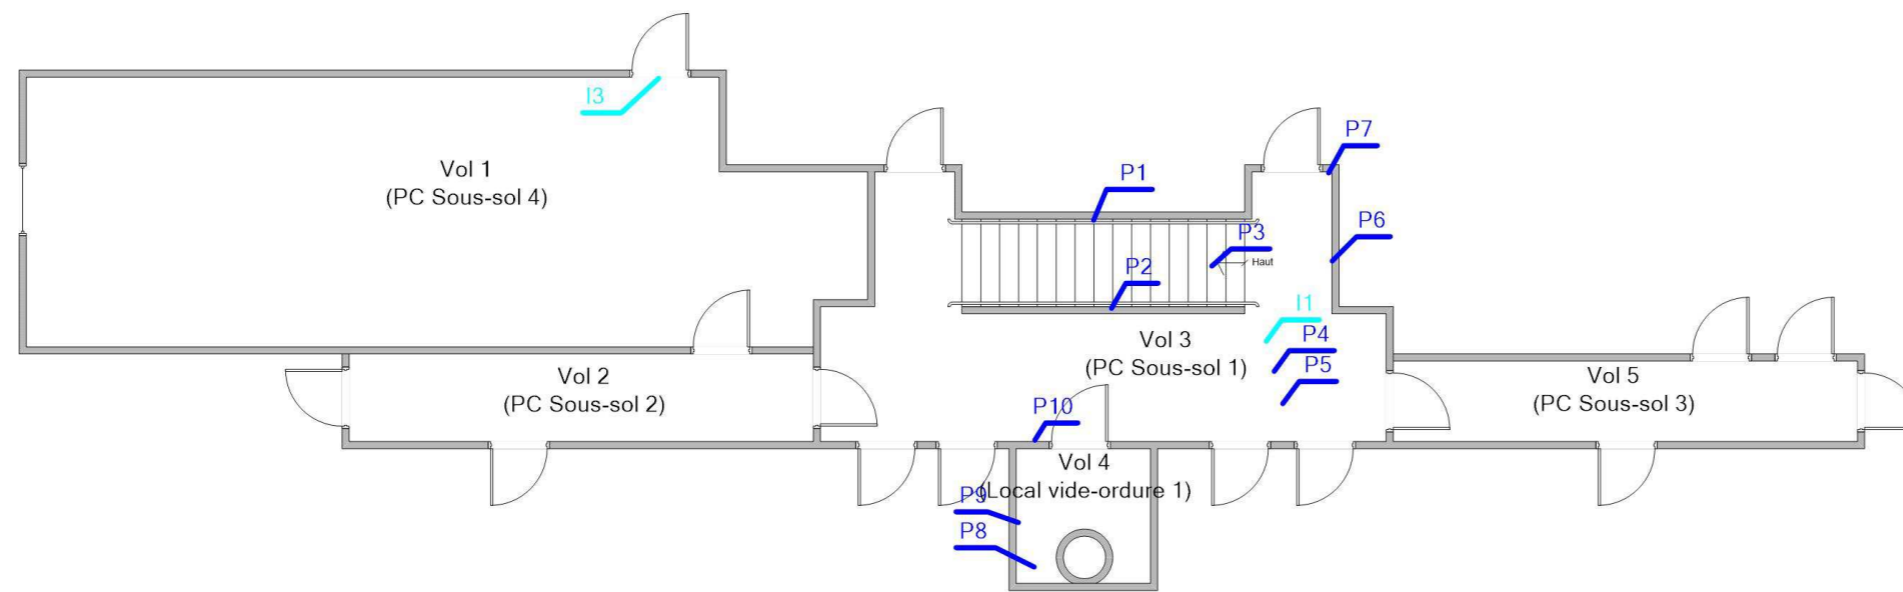 I3
P7
Vol 1
(PC Sous-sol 4)
P1
P6
P3
Haut
P2
I1
Vol 3
(PC Sous-sol 1)
P4
P5
Vol 2
(PC Sous-sol 2)
Vol 5
(PC Sous-sol 3)
P10
Vol 4
(Local vide-ordure 1)
P9
P8